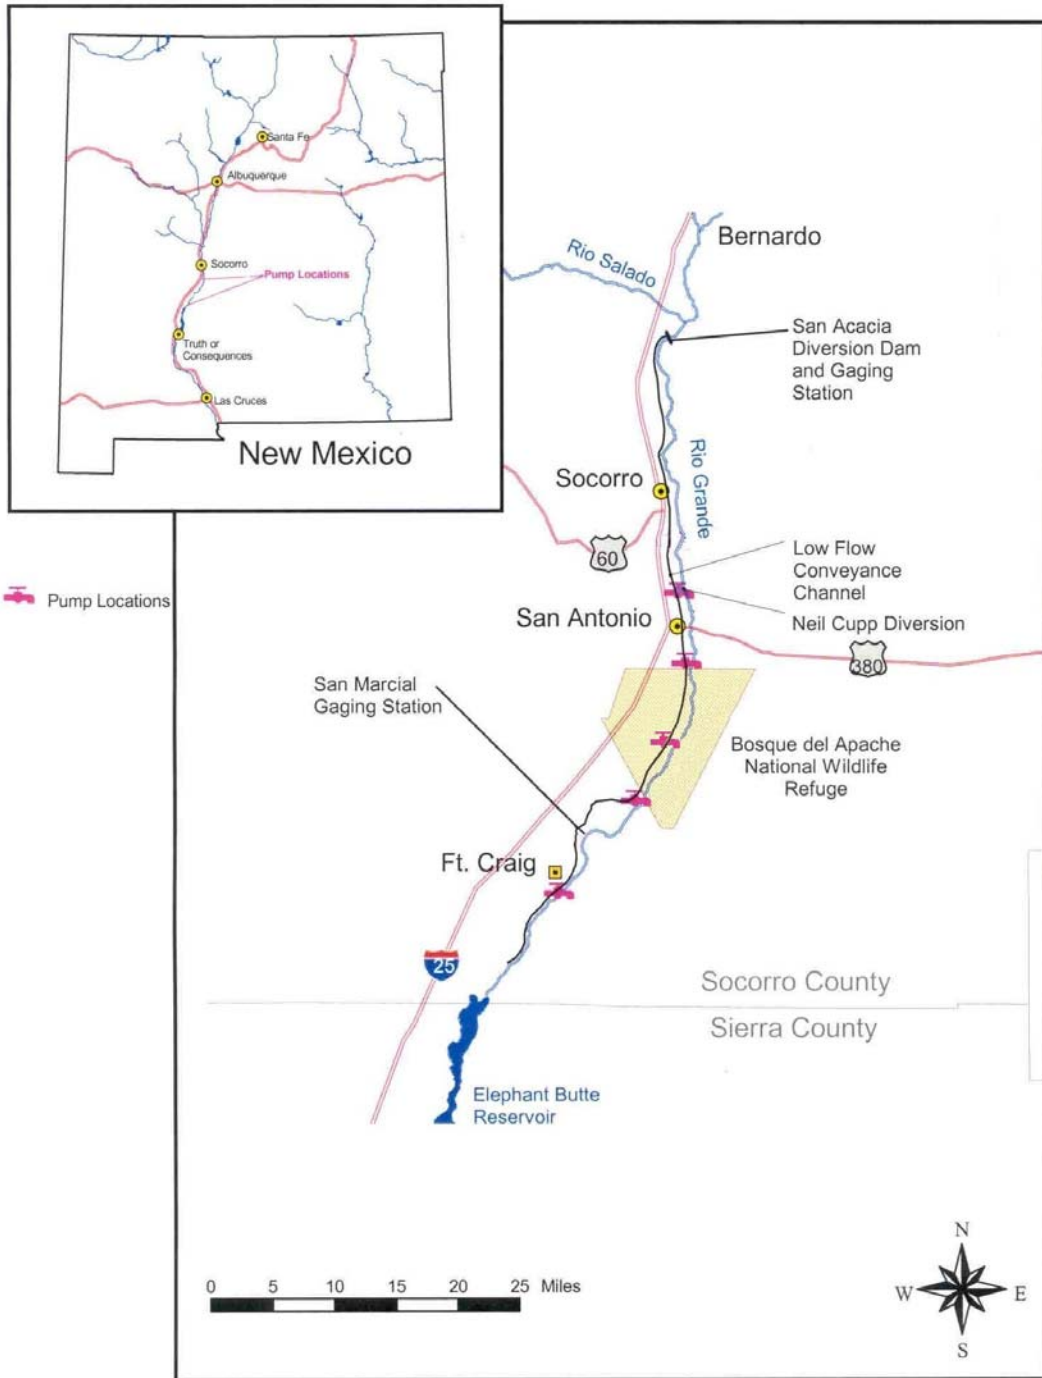 Santa Fe
Albuquerque
Socorro
Pump Locations
Truth or
Consequences
Las Cruces
New Mexico
Bernardo
Rio Salado
San Acacia
Diversion Dam
and Gaging
Station
Socorro
Rio Grande
60
Low Flow
Conveyance
Channel
Pump Locations
San Antonio
Neil Cupp Diversion
380
San Marcial
Gaging Station
Bosque del Apache
National Wildlife
Refuge
Ft. Craig
25
Socorro County
Sierra County
Elephant Butte
Reservoir
N
W
E
S
0 5 10 15 20 25 Miles